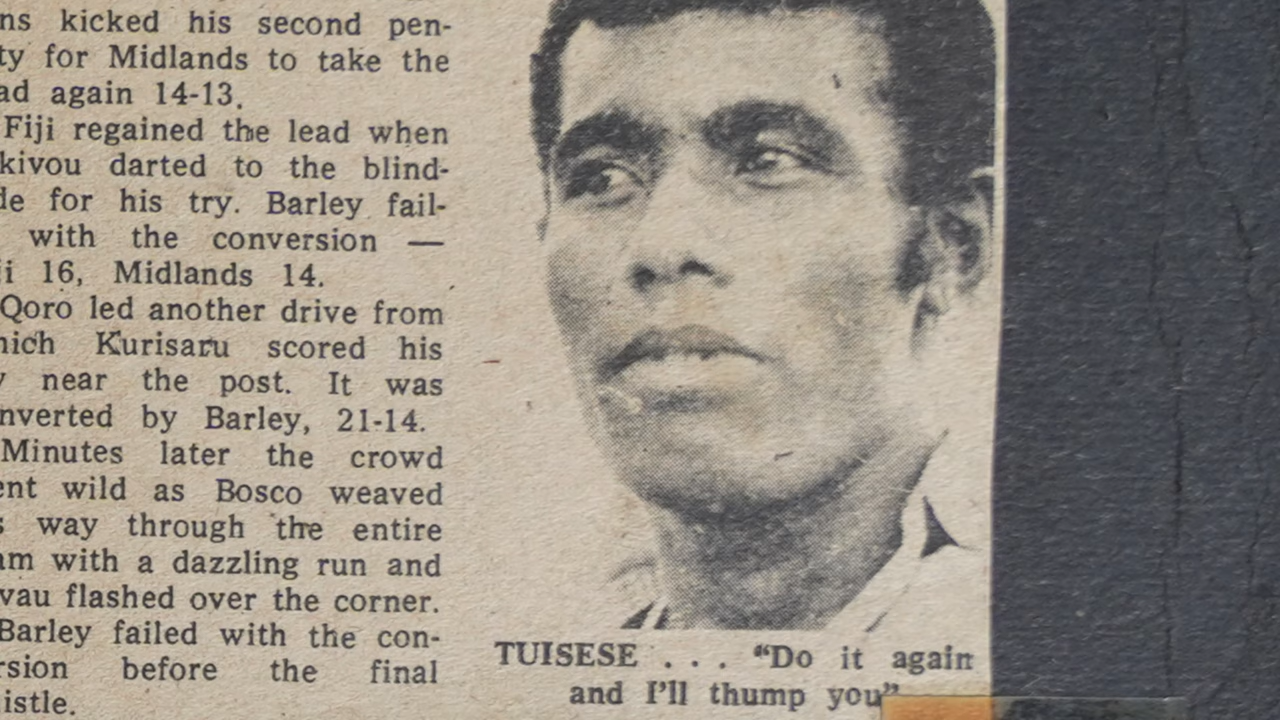 ns kicked his second pen-
ty for Midlands to take the
ad again 14-13.
Fiji regained the lead when
kivou darted to the blind-
de for his try. Barley fail-
with the conversion —
ji 16, Midlands 14.
Qoro led another drive from
hich Kurisaru scored his
y near the post. It was
nverted by Barley, 21-14.
Minutes later the crowd
ent wild as Bosco weaved
s way through the entire
am with a dazzling run and
vau flashed over the corner.
Barley failed with the con-
rsion before the final
istle.
TUISESE . . . “Do it again
and I’ll thump you”